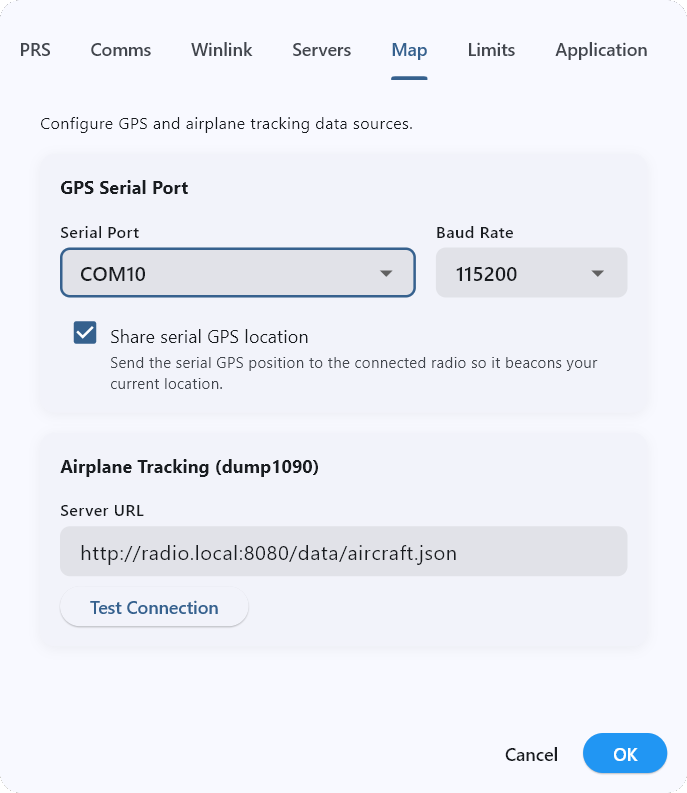 PRS Comms Winlink Servers Map Limits Application
Configure GPS and airplane tracking data sources.
GPS Serial Port
Serial Port Baud Rate
COM10 115200
Share serial GPS location
Send the serial GPS position to the connected radio so it beacons your
current location.
Airplane Tracking (dump1090)
Server URL
http://radio.local:8080/data/aircraft.json
Test Connection
Cancel OK